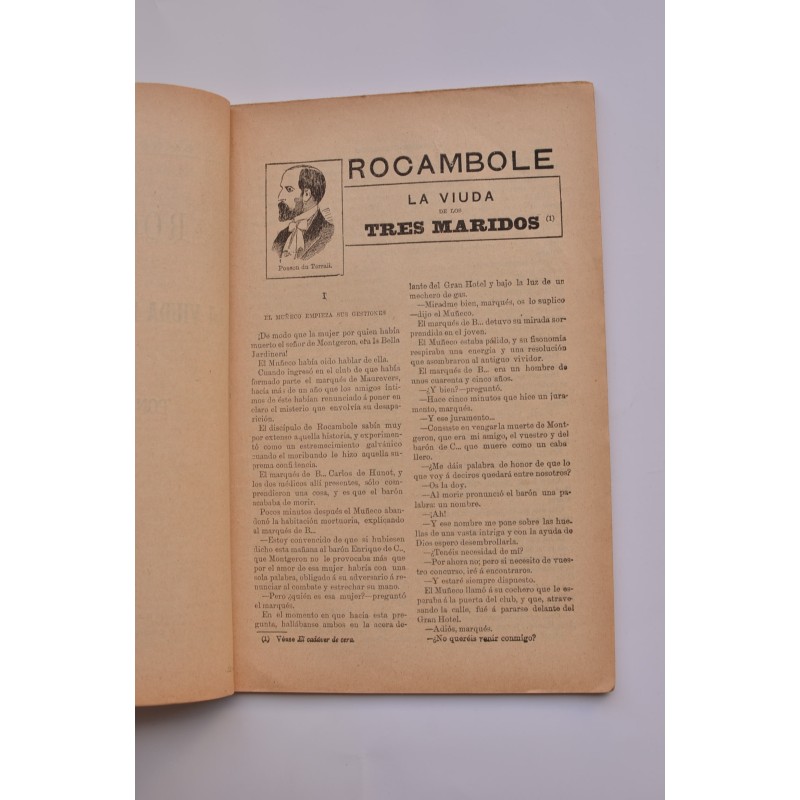 ROCAMBOLE
LA VIUDA
DE LOS
TRES MARIDOS (1)
Ponson du Terrail.
I
EL MUÑECO EMPIEZA SUS GESTIONES
¡De modo que la mujer por quien había
muerto el señor de Montgeron, era la Bella
Jardinera!
El Muñeco había oído hablar de ella.
Cuando ingresó en el club de que había
formado parte el marqués de Maurevers,
hacía más de un año que los amigos ínti-
mos de éste habían renunciado á poner en
claro el misterio que envolvía su desapa-
rición.
El discípulo de Rocambole sabía muy
por extenso aquella historia, y experimen-
tó como un estremecimiento galvánico
cuando el moribundo le hizo aquella su-
prema confidencia.
El marqués de B... Carlos de Hunot, y
los dos médicos allí presentes, sólo com-
prendieron una cosa, y es que el barón
acababa de morir.
Pocos minutos después el Muñeco aban-
donó la habitación mortuoria, explicando
al marqués de B...
—Estoy convencido de que si hubiesen
dicho esta mañana al barón Enrique de C...,
que Montgeron no le provocaba más que
por el amor de esa mujer habría con una
sola palabra, obligado á su adversario á re-
nunciar al combate y estrechar su mano.
—Pero ¿quién es esa mujer?—preguntó
el marqués.
En el momento en que hacía esta pre-
gunta, hallábanse ambos en la acera de-
(1) Véase El cadáver de cera.
lante del Gran Hotel y bajo la luz de un
mechero de gas.
—Miradme bien, marqués, os lo suplico
—dijo el Muñeco.
El marqués de B... detuvo su mirada sor-
prendida en el joven.
El Muñeco estaba pálido, y su fisonomía
respiraba una energía y una resolución
que asombraron al antiguo vividor.
El marqués de B... era un hombre de
unos cuarenta y cinco años.
—¿Y bien?—preguntó.
—Hace cinco minutos que hice un jura-
mento, marqués.
—Y ese juramento...
—Consiste en vengar la muerte de Mont-
geron, que era mi amigo, el vuestro y del
barón de C... que muere como un caba
llero.
—¿Me dáis palabra de honor de que lo
que voy á deciros quedará entre nosotros?
—Os la doy.
—Al morir pronunció el barón una pa-
labra: un nombre.
—¡Ah!
—Y ese nombre me pone sobre las hue-
llas de una vasta intriga y con la ayuda de
Dios espero desembrollarla.
—¿Tenéis necesidad de mí?
—Por ahora no; pero si necesito de vues-
tro concurso, iré á encontraros.
—Y estaré siempre dispuesto.
El Muñeco llamó á su cochero que le es-
peraba á la puerta del club, y que, atrave-
sando la calle, fué á pararse delante del
Gran Hotel.
—Adiós, marqués.
—¿No queréis venir conmigo?